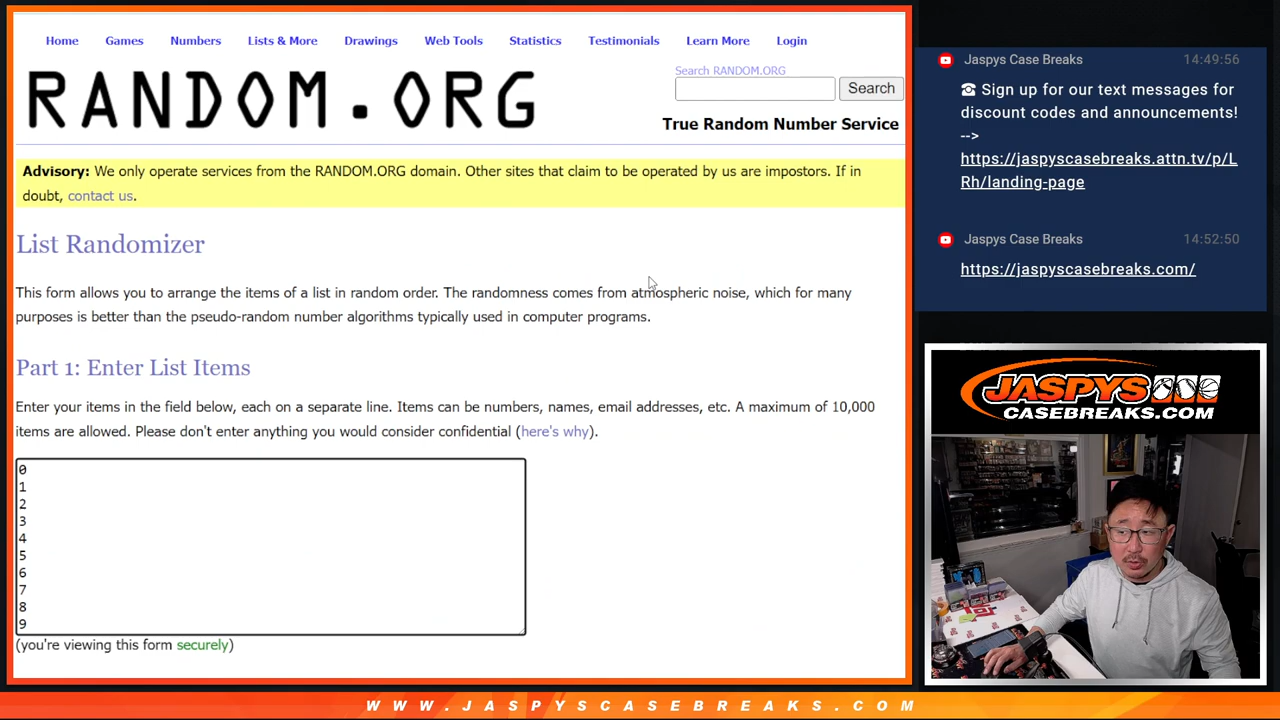 Home Games Numbers Lists & More Drawings Web Tools Statistics Testimonials Learn More Login
RANDOM.ORG
Search RANDOM.ORG
Search
True Random Number Service
Advisory: We only operate services from the RANDOM.ORG domain. Other sites that claim to be operated by us are impostors. If in
doubt, contact us.
List Randomizer
This form allows you to arrange the items of a list in random order. The randomness comes from atmospheric noise, which for many
purposes is better than the pseudo-random number algorithms typically used in computer programs.
Part 1: Enter List Items
Enter your items in the field below, each on a separate line. Items can be numbers, names, email addresses, etc. A maximum of 10,000
items are allowed. Please don't enter anything you would consider confidential (here's why).
0
1
2
3
4
5
6
7
8
9
(you're viewing this form securely)
Jaspys Case Breaks 14:49:56
☎ Sign up for our text messages for
discount codes and announcements!
-->
https://jaspyscasebreaks.attn.tv/p/L
Rh/landing-page
Jaspys Case Breaks 14:52:50
https://jaspyscasebreaks.com/
JASPYS
CASEBREAKS.COM
WWW.JASPYSCASEBREAKS.COM